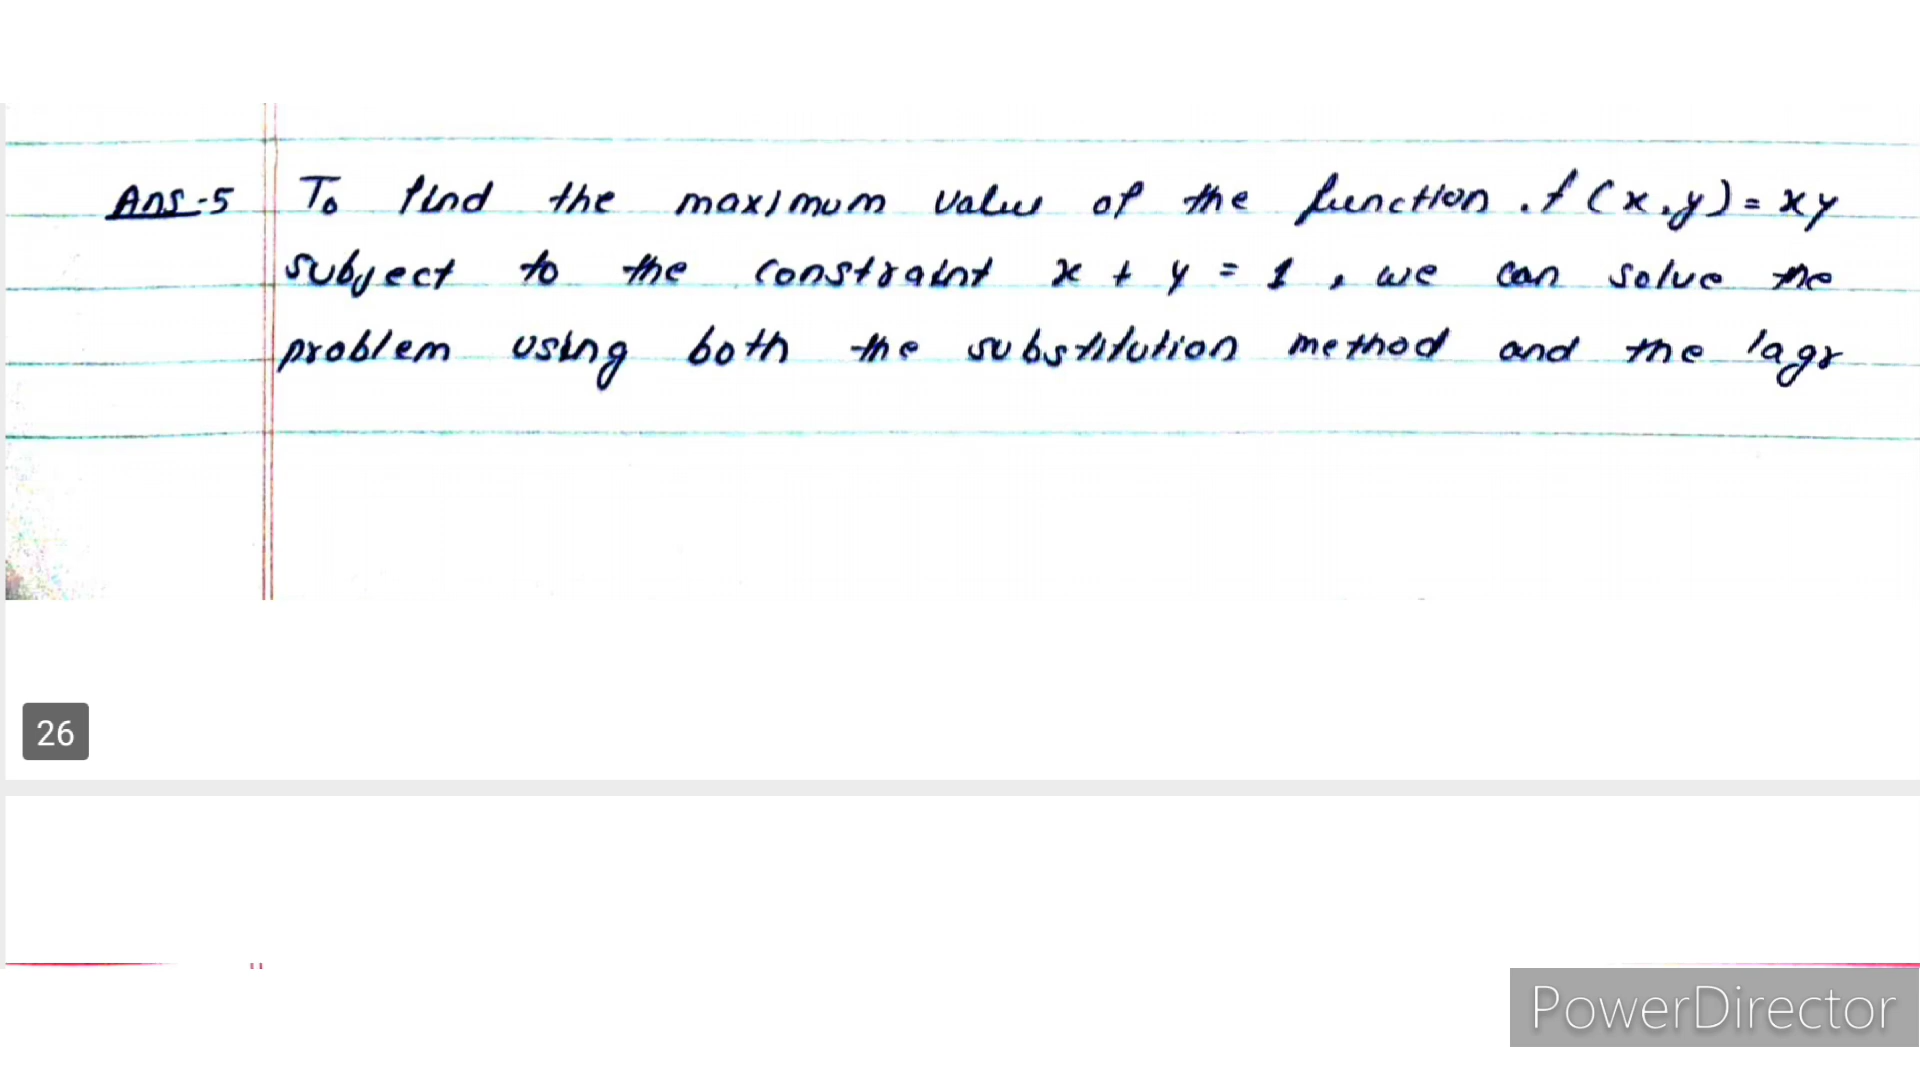 Ans-5 To find the maximum value of the function . f (x,y) = xy
subject to the constraint x + y = 1, we can solve the
problem using both the substitution method and the lagr
26
PowerDirector